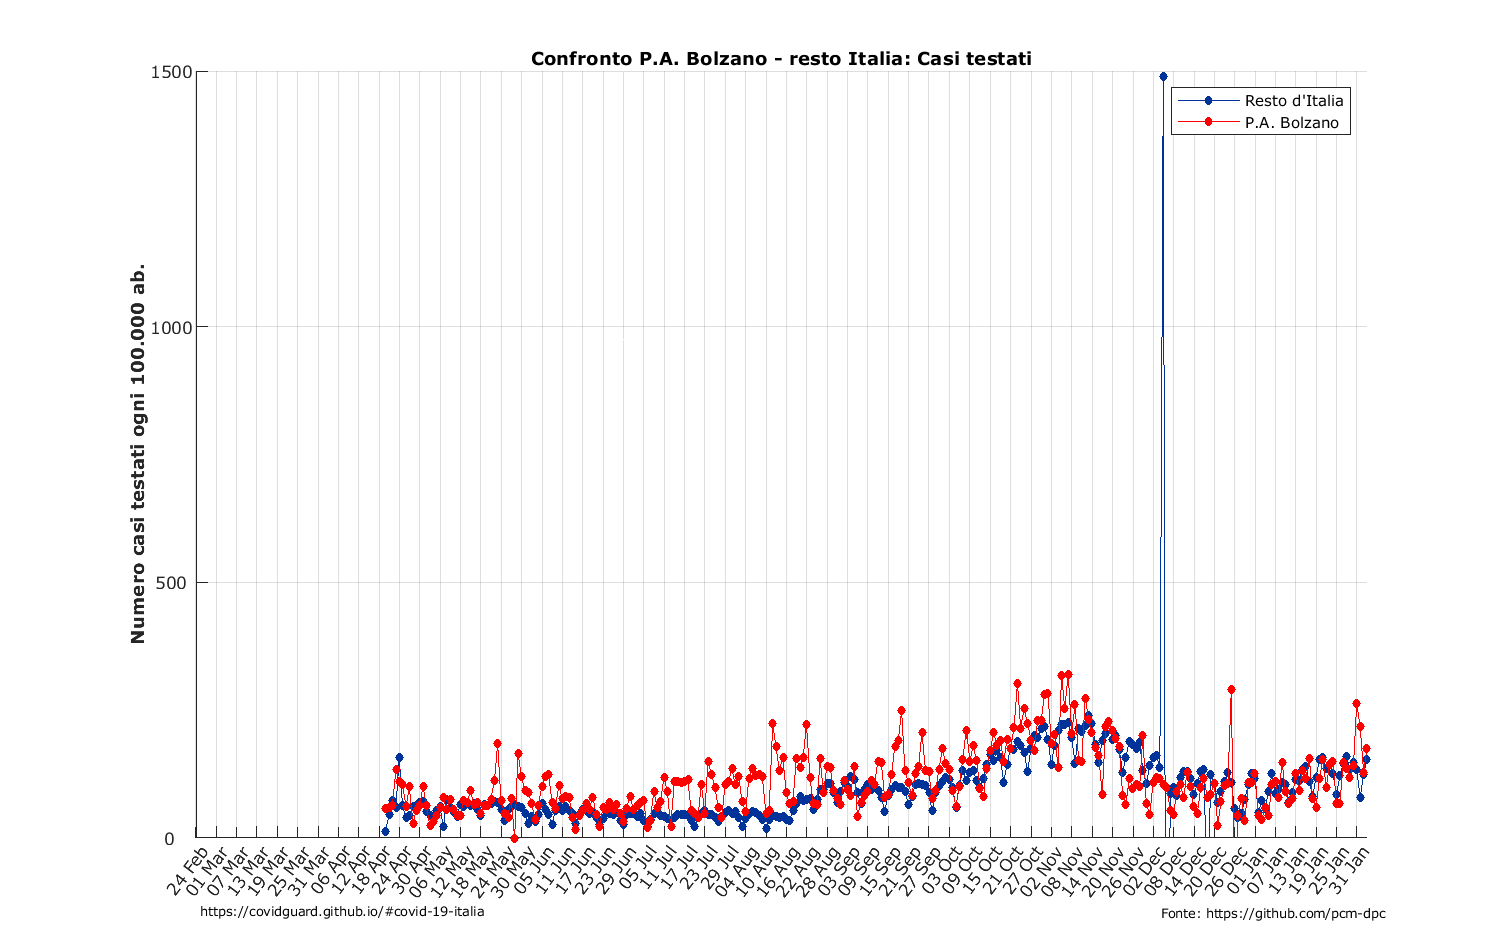 Confronto P.A. Bolzano - resto Italia: Casi testati
1500
1000
500
0
Numero casi testati ogni 100.000 ab.
Resto d'Italia
P.A. Bolzano
24 Feb
01 Mar
07 Mar
13 Mar
19 Mar
25 Mar
31 Mar
06 Apr
12 Apr
18 Apr
24 Apr
30 Apr
06 May
12 May
18 May
24 May
30 May
05 Jun
11 Jun
17 Jun
23 Jun
29 Jun
05 Jul
11 Jul
17 Jul
23 Jul
29 Jul
04 Aug
10 Aug
16 Aug
22 Aug
28 Aug
03 Sep
09 Sep
15 Sep
21 Sep
27 Sep
03 Oct
09 Oct
15 Oct
21 Oct
27 Oct
02 Nov
08 Nov
14 Nov
20 Nov
26 Nov
02 Dec
08 Dec
14 Dec
20 Dec
26 Dec
01 Jan
07 Jan
13 Jan
19 Jan
25 Jan
31 Jan
https://covidguard.github.io/#covid-19-italia
Fonte: https://github.com/pcm-dpc